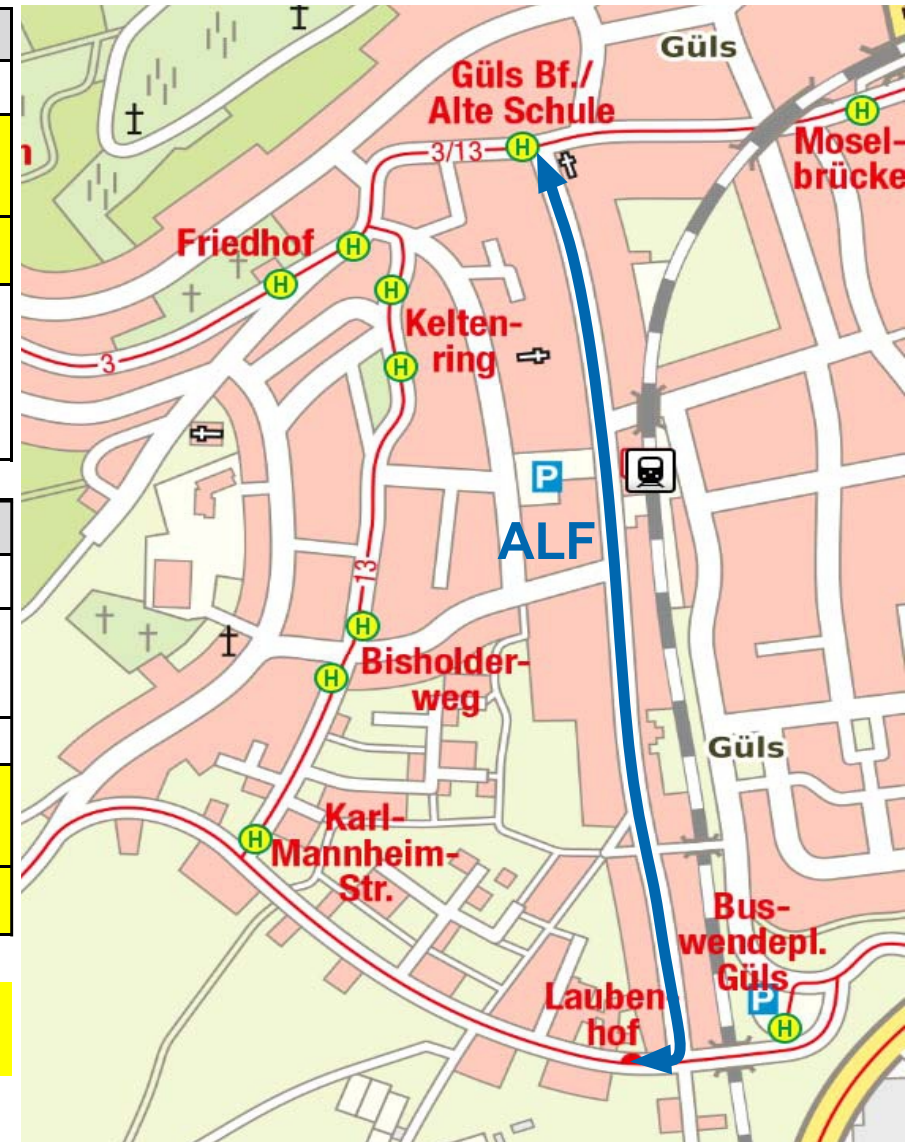 Güls
Güls Bf./
Alte Schule
H
3/13
H
Mosel-
brücke
Friedhof
H
H
H
Kelten-
ring
3
H
P
ALF
13
H
Bisholder-
weg
H
Güls
Karl-
Mannheim-
Str.
H
Bus-
wendepl.
Güls
P
H
Lauben-
hof